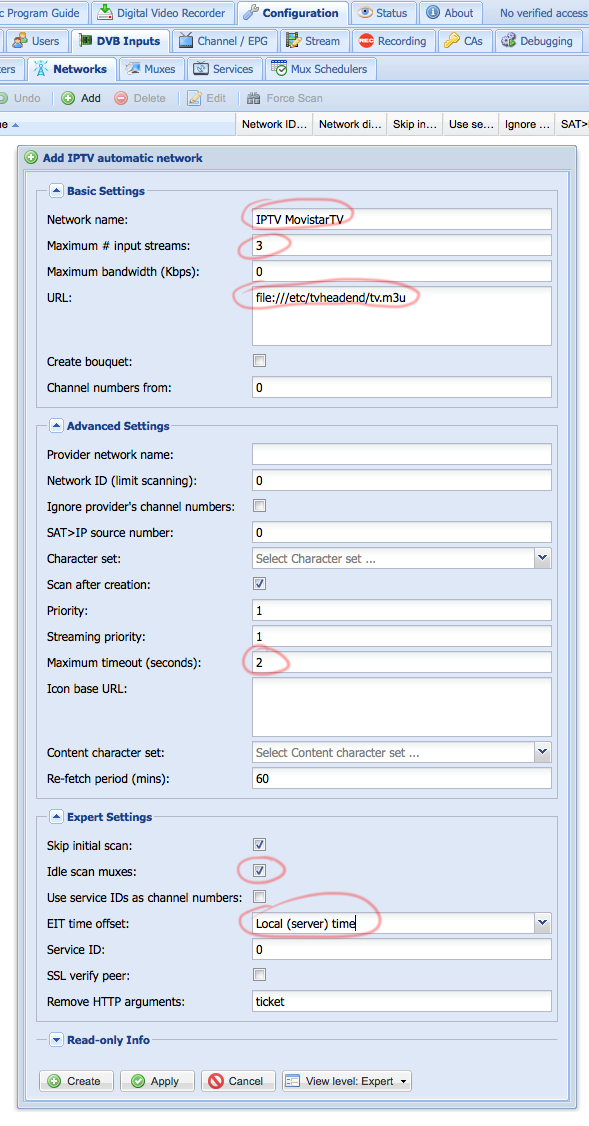 c Program Guide Digital Video Recorder Configuration Status About No verified access
Users DVB Inputs Channel / EPG Stream Recording CAs Debugging
ters Networks Muxes Services Mux Schedulers
Undo Add Delete Edit Force Scan
me Network ID... Network di... Skip in... Use se... Ignore ... SAT>I
Add IPTV automatic network
Basic Settings
Network name: IPTV MovistarTV
Maximum # input streams: 3
Maximum bandwidth (Kbps): 0
URL: file:///etc/tvheadend/tv.m3u
Create bouquet:
Channel numbers from: 0
Advanced Settings
Provider network name:
Network ID (limit scanning): 0
Ignore provider's channel numbers:
SAT>IP source number: 0
Character set: Select Character set ...
Scan after creation:
Priority: 1
Streaming priority: 1
Maximum timeout (seconds): 2
Icon base URL:
Content character set: Select Content character set ...
Re-fetch period (mins): 60
Expert Settings
Skip initial scan:
Idle scan muxes:
Use service IDs as channel numbers:
EIT time offset: Local (server) time
Service ID: 0
SSL verify peer:
Remove HTTP arguments: ticket
Read-only Info
Create Apply Cancel View level: Expert